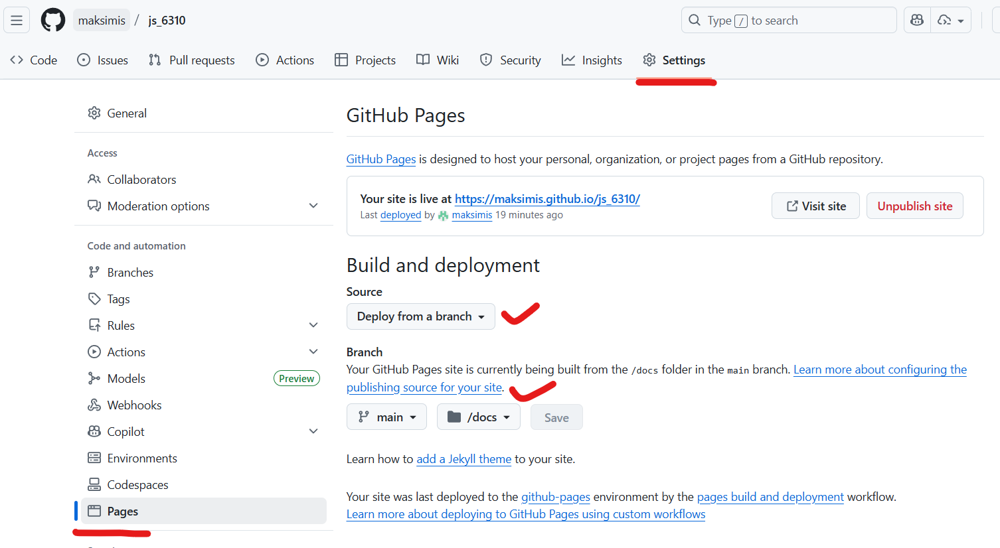 maksimis / js_6310
Type / to search
Code Issues Pull requests Actions Projects Wiki Security Insights Settings
General
Access
Collaborators
Moderation options
Code and automation
Branches
Tags
Rules
Actions
Models Preview
Webhooks
Copilot
Environments
Codespaces
Pages
GitHub Pages
GitHub Pages is designed to host your personal, organization, or project pages from a GitHub repository.
Your site is live at https://maksimis.github.io/js_6310/
Last deployed by maksimis 19 minutes ago
Visit site
Unpublish site
Build and deployment
Source
Deploy from a branch
Branch
Your GitHub Pages site is currently being built from the /docs folder in the main branch. Learn more about configuring the
publishing source for your site.
main /docs Save
Learn how to add a Jekyll theme to your site.
Your site was last deployed to the github-pages environment by the pages build and deployment workflow.
Learn more about deploying to GitHub Pages using custom workflows